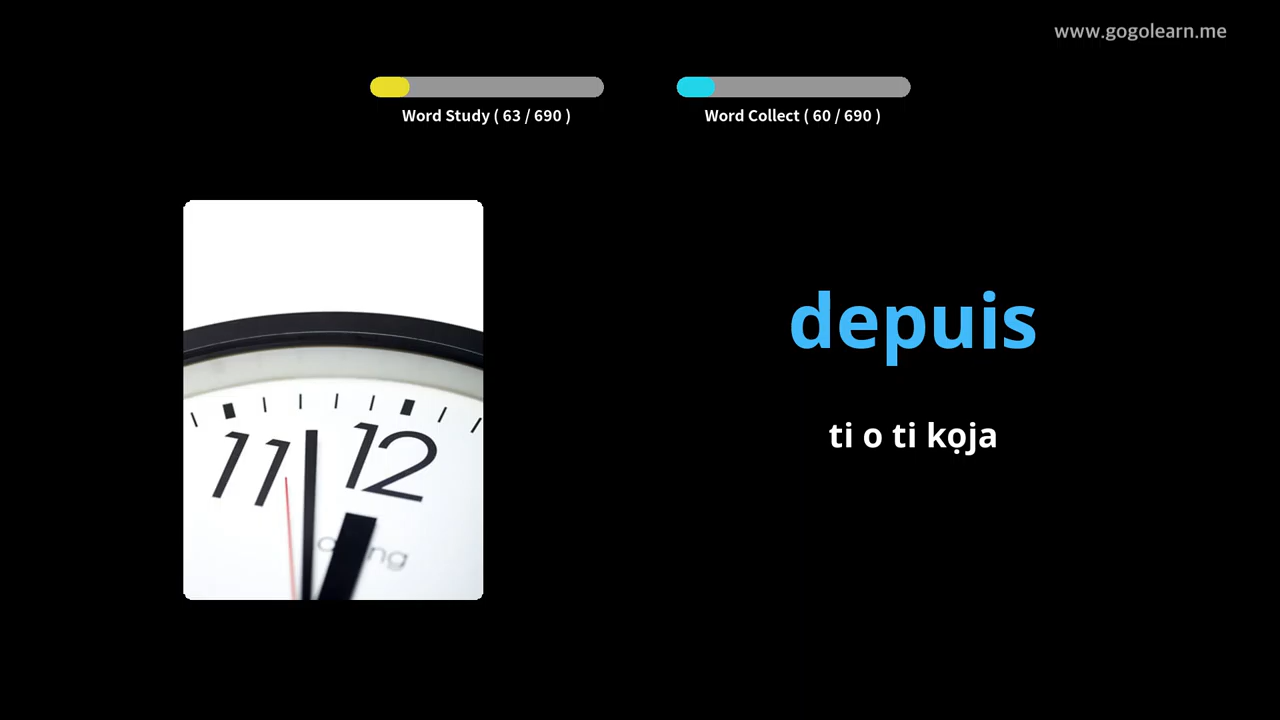 www.gogolearn.me
Word Study ( 63 / 690 )
Word Collect ( 60 / 690 )
depuis
ti o ti kọja
11 12